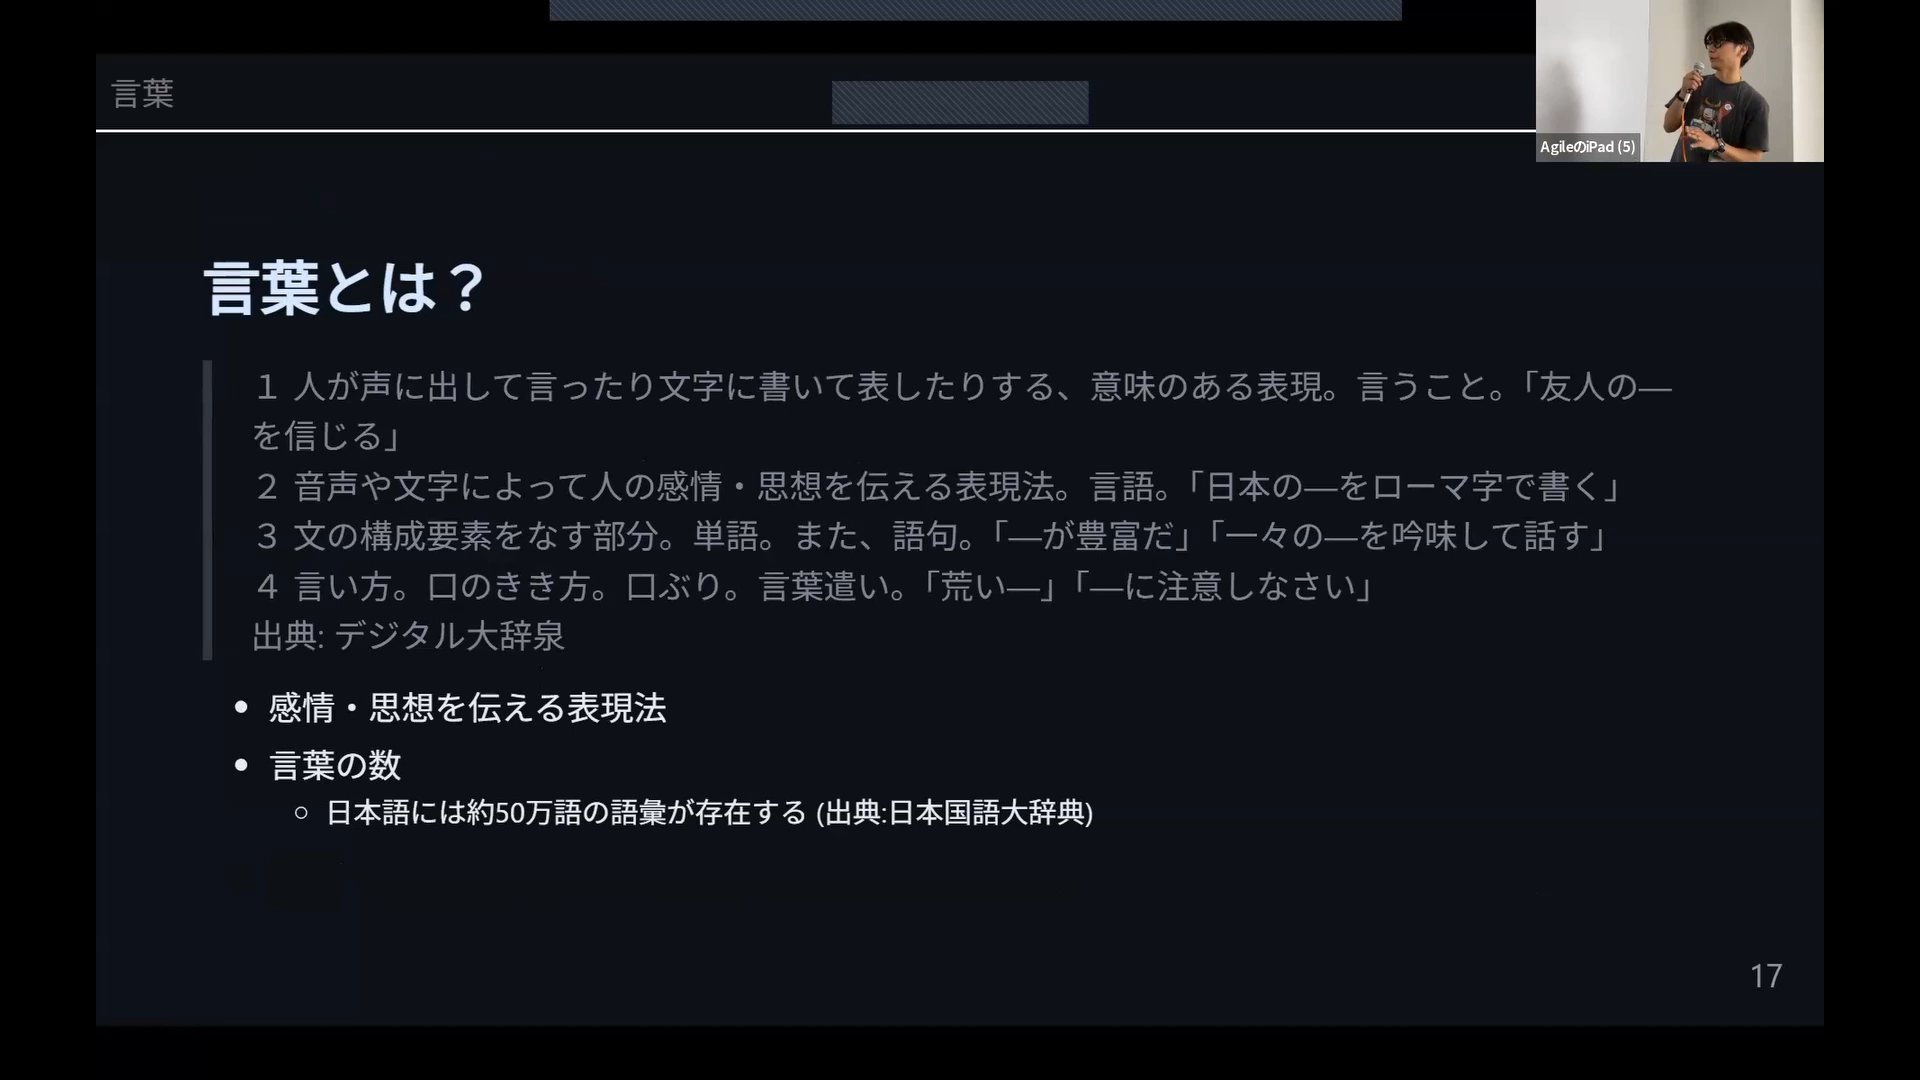 言葉
AgileのiPad (5)
言葉とは？
１ 人が声に出して言ったり文字に書いて表したりする、意味のある表現。言うこと。「友人の―
を信じる」
２ 音声や文字によって人の感情・思想を伝える表現法。言語。「日本の―をローマ字で書く」
３ 文の構成要素をなす部分。単語。また、語句。「―が豊富だ」「一々の―を吟味して話す」
４ 言い方。口のきき方。口ぶり。言葉遣い。「荒い―」「―に注意しなさい」
出典: デジタル大辞泉
• 感情・思想を伝える表現法
• 言葉の数
○ 日本語には約50万語の語彙が存在する (出典:日本国語大辞典)
17